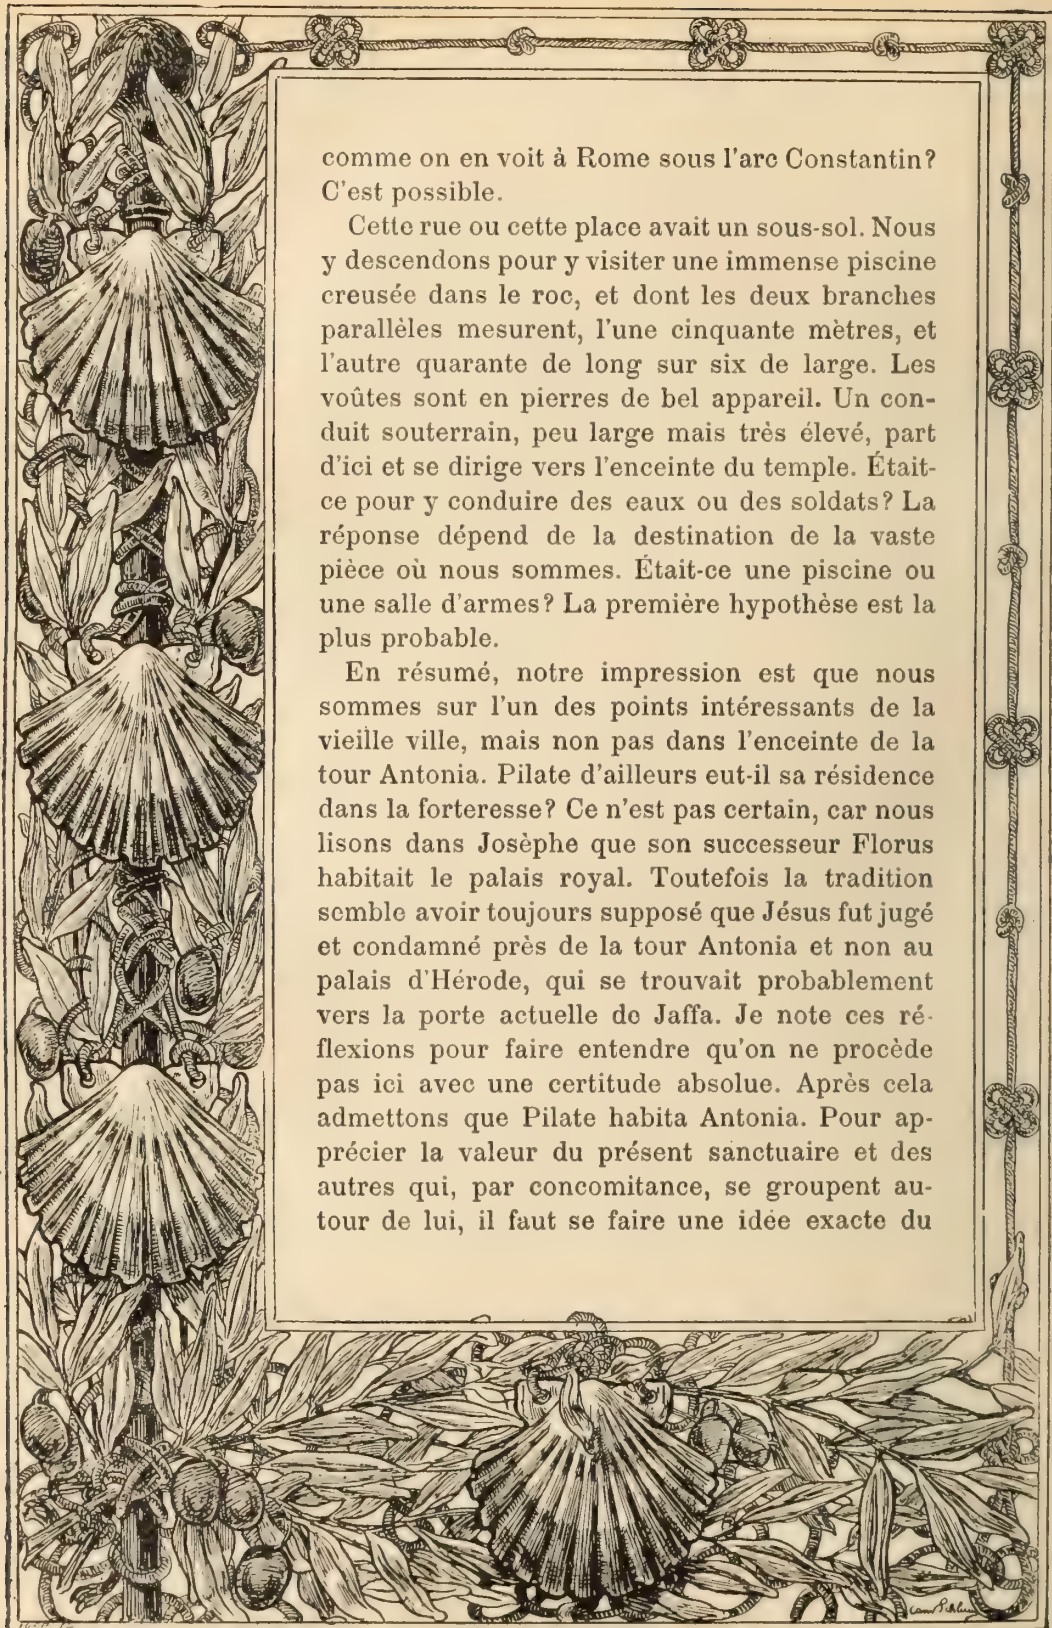 comme on en voit à Rome sous l'arc Constantin?
C'est possible.
Cette rue ou cette place avait un sous-sol. Nous
y descendons pour y visiter une immense piscine
creusée dans le roc, et dont les deux branches
parallèles mesurent, l'une cinquante mètres, et
l'autre quarante de long sur six de large. Les
voûtes sont en pierres de bel appareil. Un con-
duit souterrain, peu large mais très élevé, part
d'ici et se dirige vers l'enceinte du temple. Était-
ce pour y conduire des eaux ou des soldats? La
réponse dépend de la destination de la vaste
pièce où nous sommes. Était-ce une piscine ou
une salle d'armes? La première hypothèse est la
plus probable.
En résumé, notre impression est que nous
sommes sur l'un des points intéressants de la
vieille ville, mais non pas dans l'enceinte de la
tour Antonia. Pilate d'ailleurs eut-il sa résidence
dans la forteresse? Ce n'est pas certain, car nous
lisons dans Josèphe que son successeur Florus
habitait le palais royal. Toutefois la tradition
semble avoir toujours supposé que Jésus fut jugé
et condamné près de la tour Antonia et non au
palais d'Hérode, qui se trouvait probablement
vers la porte actuelle de Jaffa. Je note ces ré-
flexions pour faire entendre qu'on ne procède
pas ici avec une certitude absolue. Après cela
admettons que Pilate habita Antonia. Pour ap-
précier la valeur du présent sanctuaire et des
autres qui, par concomitance, se groupent au-
tour de lui, il faut se faire une idée exacte du